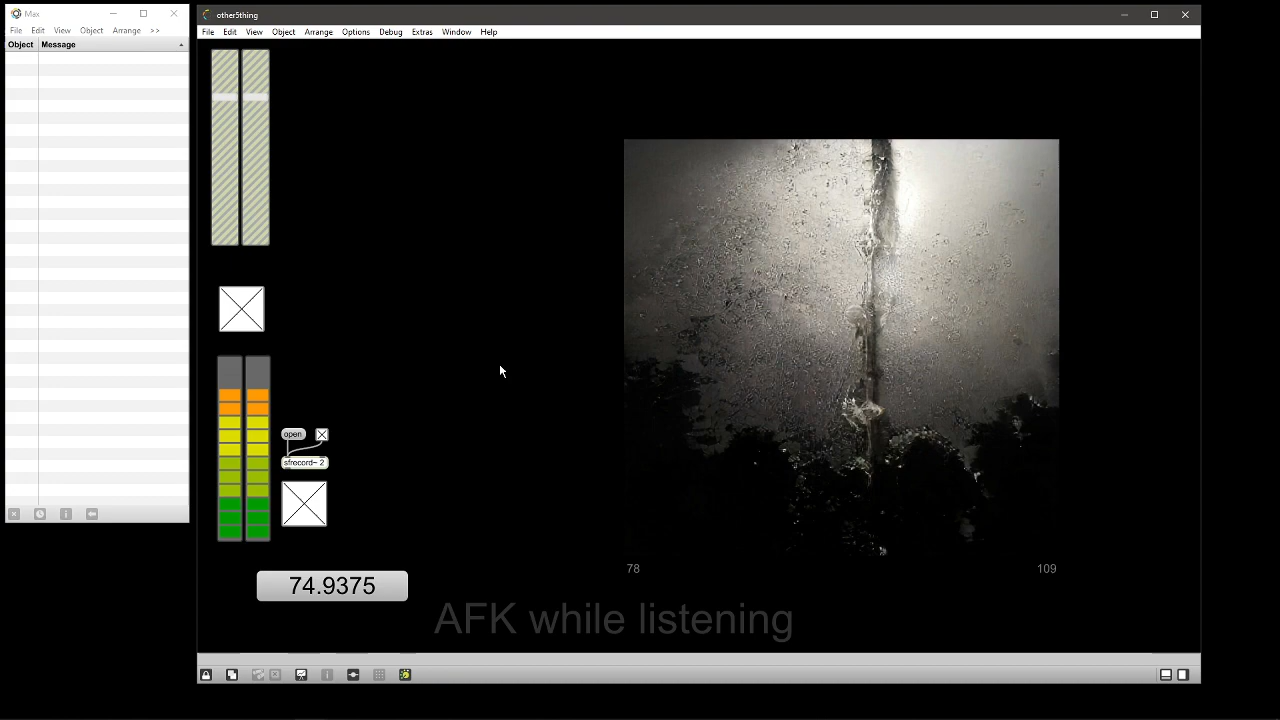 Max
File Edit View Object Arrange >>
Object Message
other5thing
File Edit View Object Arrange Options Debug Extras Window Help
open
sfrecord~ 2
78 109
74.9375
AFK while listening